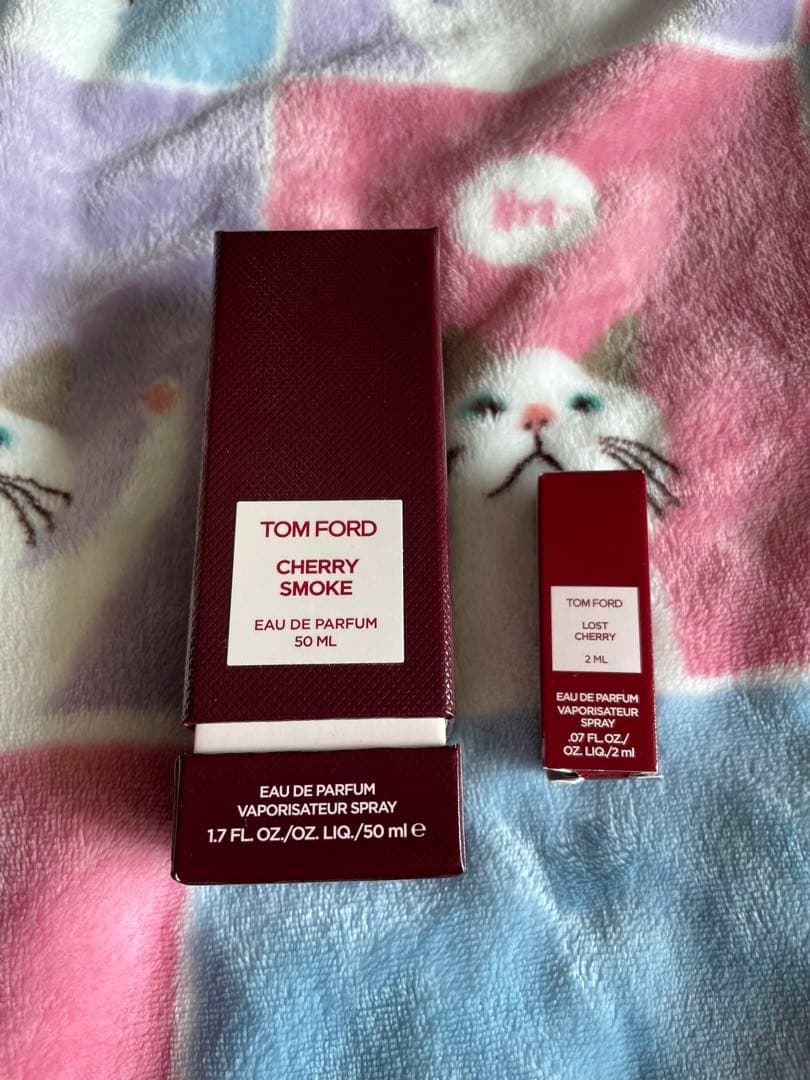 TOM FORD
CHERRY
SMOKE
EAU DE PARFUM
50 ML
EAU DE PARFUM
VAPORISATEUR SPRAY
1.7 FL. OZ./OZ. LIQ./50 ml e
TOM FORD
LOST
CHERRY
2 ML
EAU DE PARFUM
VAPORISATEUR
SPRAY
.07 FL.OZ./
OZ. LIQ./2 ml